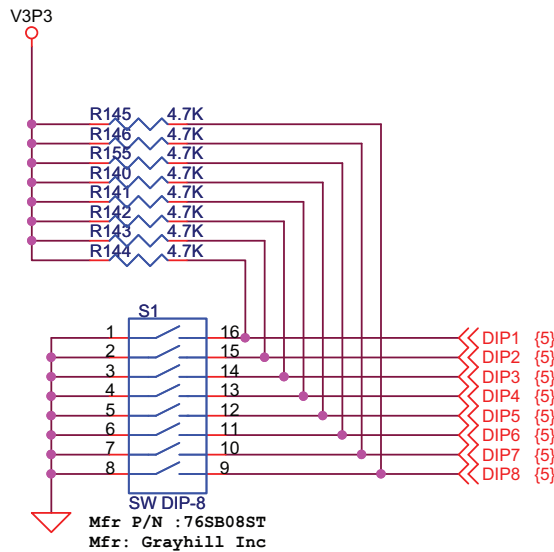 V3P3
R145 4.7K
R146 4.7K
R155 4.7K
R140 4.7K
R141 4.7K
R142 4.7K
R143 4.7K
R144 4.7K
S1
1 16 DIP1 {5}
2 15 DIP2 {5}
3 14 DIP3 {5}
4 13 DIP4 {5}
5 12 DIP5 {5}
6 11 DIP6 {5}
7 10 DIP7 {5}
8 9 DIP8 {5}
SW DIP-8
Mfr P/N :76SB08ST
Mfr: Grayhill Inc